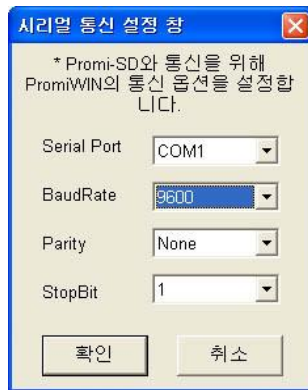 시리얼 통신 설정 창
* Promi-SD와 통신을 위해
PromiWIN의 통신 옵션을 설정합
니다.
Serial Port COM1
BaudRate 9600
Parity None
StopBit 1
확인 취소